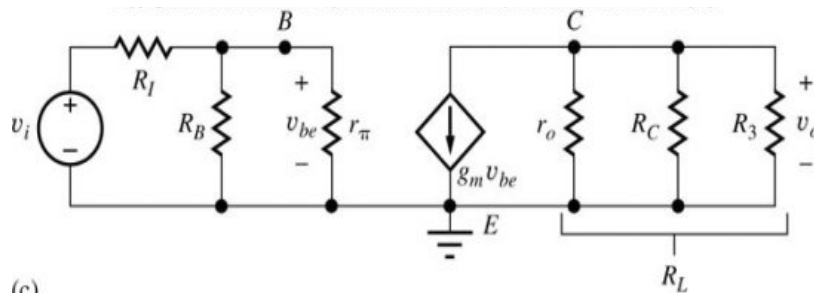 B
C
R_I
+
v_i
−
R_B
+
v_be
−
r_π
g_m v_be
r_o
R_C
R_3
+
−
E
R_L